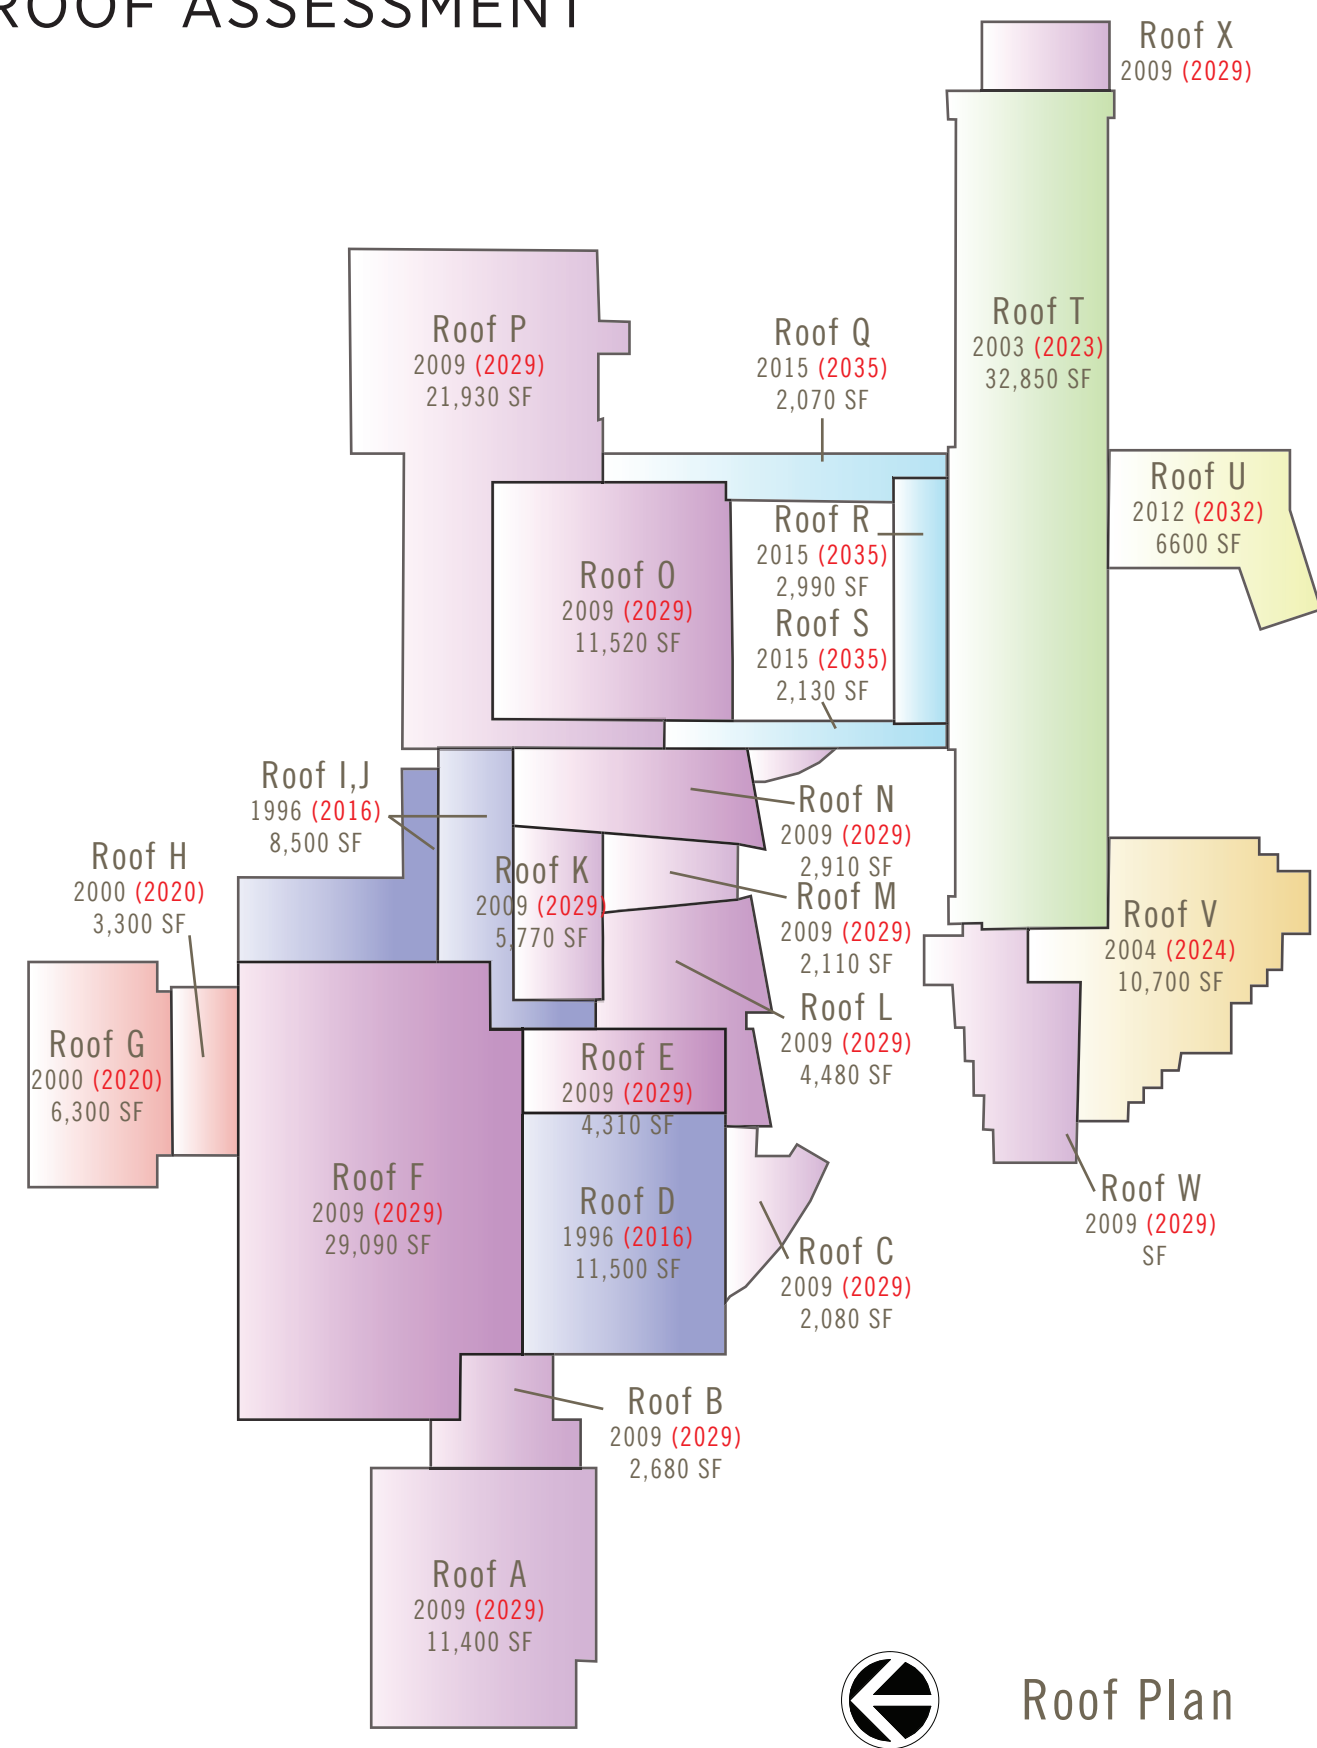 ROOF ASSESSMENT
Roof X
2009 (2029)
Roof P
2009 (2029)
21,930 SF
Roof Q
2015 (2035)
2,070 SF
Roof T
2003 (2023)
32,850 SF
Roof U
2012 (2032)
6600 SF
Roof R
2015 (2035)
2,990 SF
Roof O
2009 (2029)
11,520 SF
Roof S
2015 (2035)
2,130 SF
Roof I,J
1996 (2016)
8,500 SF
Roof N
2009 (2029)
2,910 SF
Roof H
2000 (2020)
3,300 SF
Roof K
2009 (2029)
5,770 SF
Roof M
2009 (2029)
2,110 SF
Roof V
2004 (2024)
10,700 SF
Roof L
2009 (2029)
4,480 SF
Roof G
2000 (2020)
6,300 SF
Roof E
2009 (2029)
4,310 SF
Roof F
2009 (2029)
29,090 SF
Roof D
1996 (2016)
11,500 SF
Roof W
2009 (2029)
SF
Roof C
2009 (2029)
2,080 SF
Roof B
2009 (2029)
2,680 SF
Roof A
2009 (2029)
11,400 SF
Roof Plan